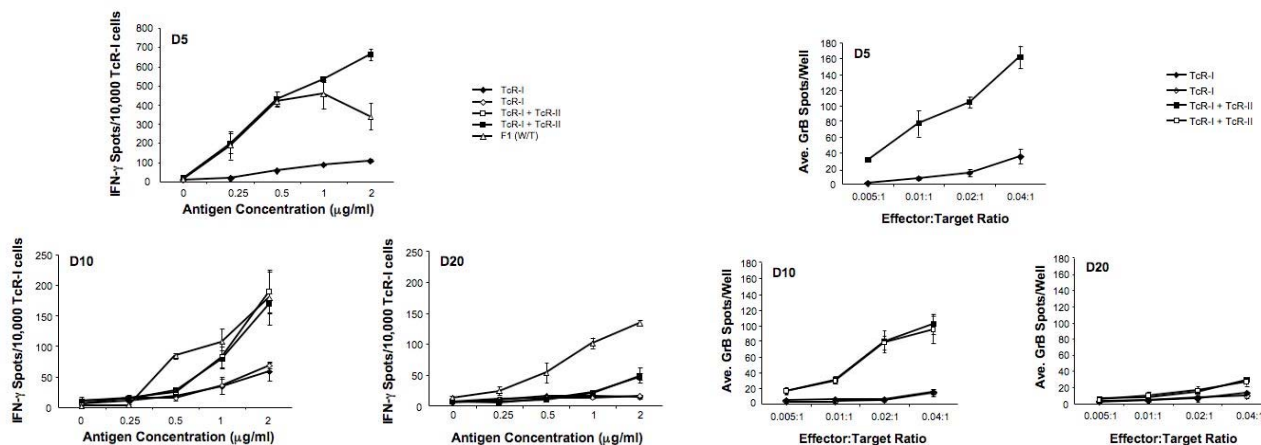 D5
IFN-γ Spots/10,000 TcR-I cells
800
700
600
500
400
300
200
100
0
0 0.25 0.5 1 2
Antigen Concentration (μg/ml)
TcR-I
TcR-I
TcR-I + TcR-II
TcR-I + TcR-II
F1 (W/T)
D5
Ave. GrB Spots/Well
180
160
140
120
100
80
60
40
20
0
0.005:1 0.01:1 0.02:1 0.04:1
Effector:Target Ratio
TcR-I
TcR-I
TcR-I + TcR-II
TcR-I + TcR-II
D10
IFN-γ Spots/10,000 TcR-I cells
250
200
150
100
50
0
0 0.25 0.5 1 2
Antigen Concentration (μg/ml)
D20
IFN-γ Spots/10,000 TcR-I cells
250
200
150
100
50
0
0 0.25 0.5 1 2
Antigen Concentration (μg/ml)
D10
Ave. GrB Spots/Well
180
160
140
120
100
80
60
40
20
0
0.005:1 0.01:1 0.02:1 0.04:1
Effector:Target Ratio
D20
Ave. GrB Spots/Well
180
160
140
120
100
80
60
40
20
0
0.005:1 0.01:1 0.02:1 0.04:1
Effector:Target Ratio